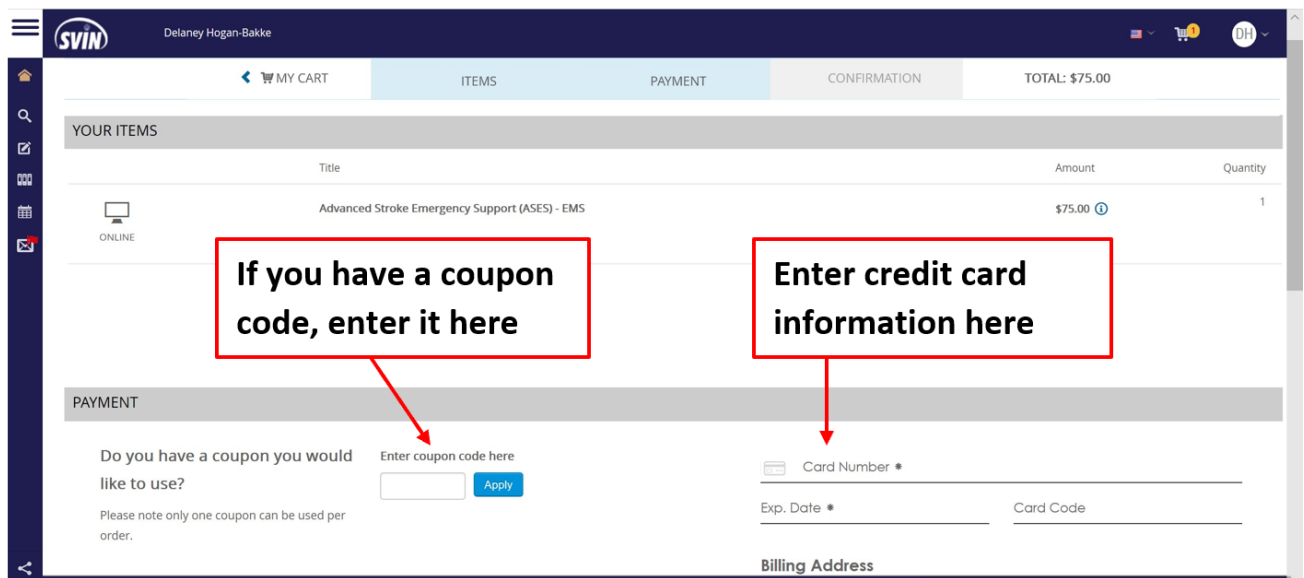 SVIN Delaney Hogan-Bakke 1 DH
MY CART ITEMS PAYMENT CONFIRMATION TOTAL: $75.00
YOUR ITEMS
Title Amount Quantity
Advanced Stroke Emergency Support (ASES) - EMS $75.00 1
ONLINE
If you have a coupon
code, enter it here
Enter credit card
information here
PAYMENT
Do you have a coupon you would
like to use?
Please note only one coupon can be used per
order.
Enter coupon code here
Apply
Card Number *
Exp. Date * Card Code
Billing Address